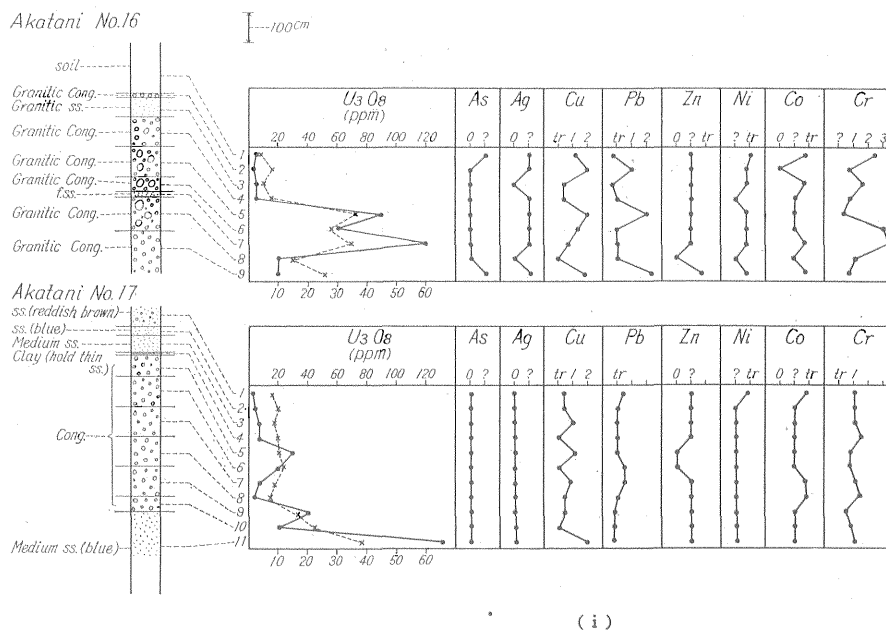 Akatani No.16
100cm
soil
Granitic Cong.
Granitic ss.
Granitic Cong.
Granitic Cong.
Granitic Cong.
f.ss.
Granitic Cong.
Granitic Cong.
1
2
3
4
5
6
7
8
9
U3O8 As Ag Cu Pb Zn Ni Co Cr
(ppm)
20 40 60 80 100 120 0 ? 0 ? tr 1 2 tr 1 2 0 ? tr ? tr 0 ? tr ? 1 2 3
10 20 30 40 50 60
Akatani No.17
ss.(reddish brown)
ss.(blue)
Medium ss.
Clay (hold thin
ss.)
Cong.
Medium ss.(blue)
1
2
3
4
5
6
7
8
9
10
11
U3O8 As Ag Cu Pb Zn Ni Co Cr
(ppm)
20 40 60 80 100 120 0 ? 0 ? tr 1 2 tr 0 ? ? tr 0 ? tr tr 1
10 20 30 40 50 60
(i)